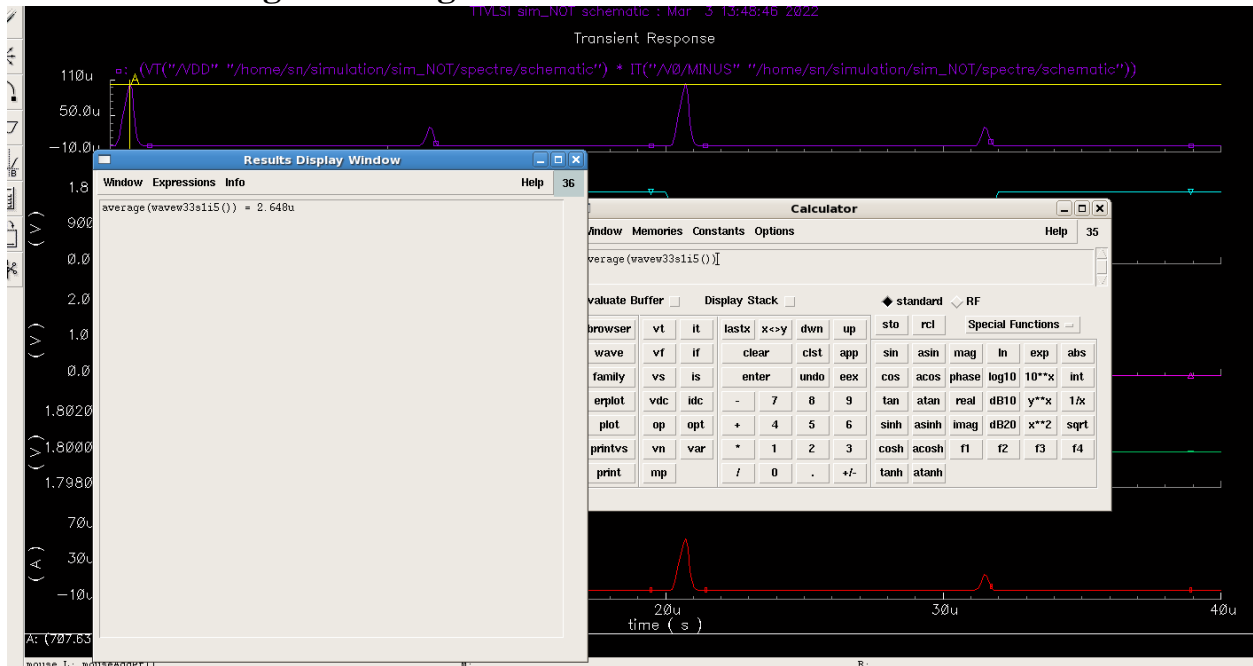 TTVLSI sim_NOT schematic : Mar 3 13:48:46 2022
Transient Response
(VT("/VDD" "/home/sn/simulation/sim_NOT/spectre/schematic") * IT("/V0/MINUS" "/home/sn/simulation/sim_NOT/spectre/schematic"))
A
110u
50.0u
-10.0u
1.8
900
0.0
(V)
2.0
1.0
0.0
(V)
1.8020
1.8000
1.7980
(V)
70u
30u
-10u
(A)
20u
30u
40u
time ( s )
Results Display Window
Window Expressions Info Help 36
average(wavew33s1i5()) = 2.648u
Calculator
Window Memories Constants Options Help 35
verage(wavew33s1i5())
valuate Buffer Display Stack standard RF
browser vt it lastx x<>y dwn up sto rcl Special Functions
wave vf if clear clst app sin asin mag ln exp abs
family vs is enter undo eex cos acos phase log10 10**x int
erplot vdc idc - 7 8 9 tan atan real dB10 y**x 1/x
plot op opt + 4 5 6 sinh asinh imag dB20 x**2 sqrt
printvs vn var * 1 2 3 cosh acosh f1 f2 f3 f4
print mp / 0 . +/- tanh atanh
A: (707.63
R: